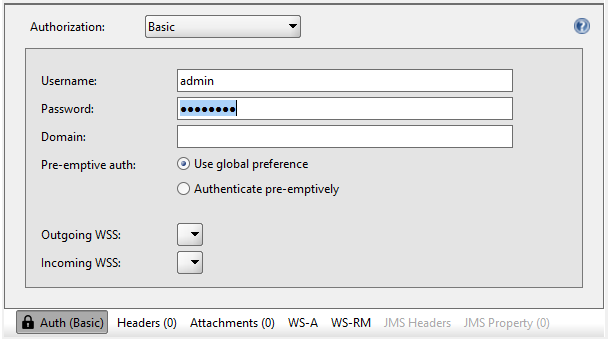 Authorization: Basic
Username: admin
Password: ●●●●●●●●
Domain:
Pre-emptive auth: Use global preference
Authenticate pre-emptively
Outgoing WSS:
Incoming WSS:
Auth (Basic) Headers (0) Attachments (0) WS-A WS-RM JMS Headers JMS Property (0)